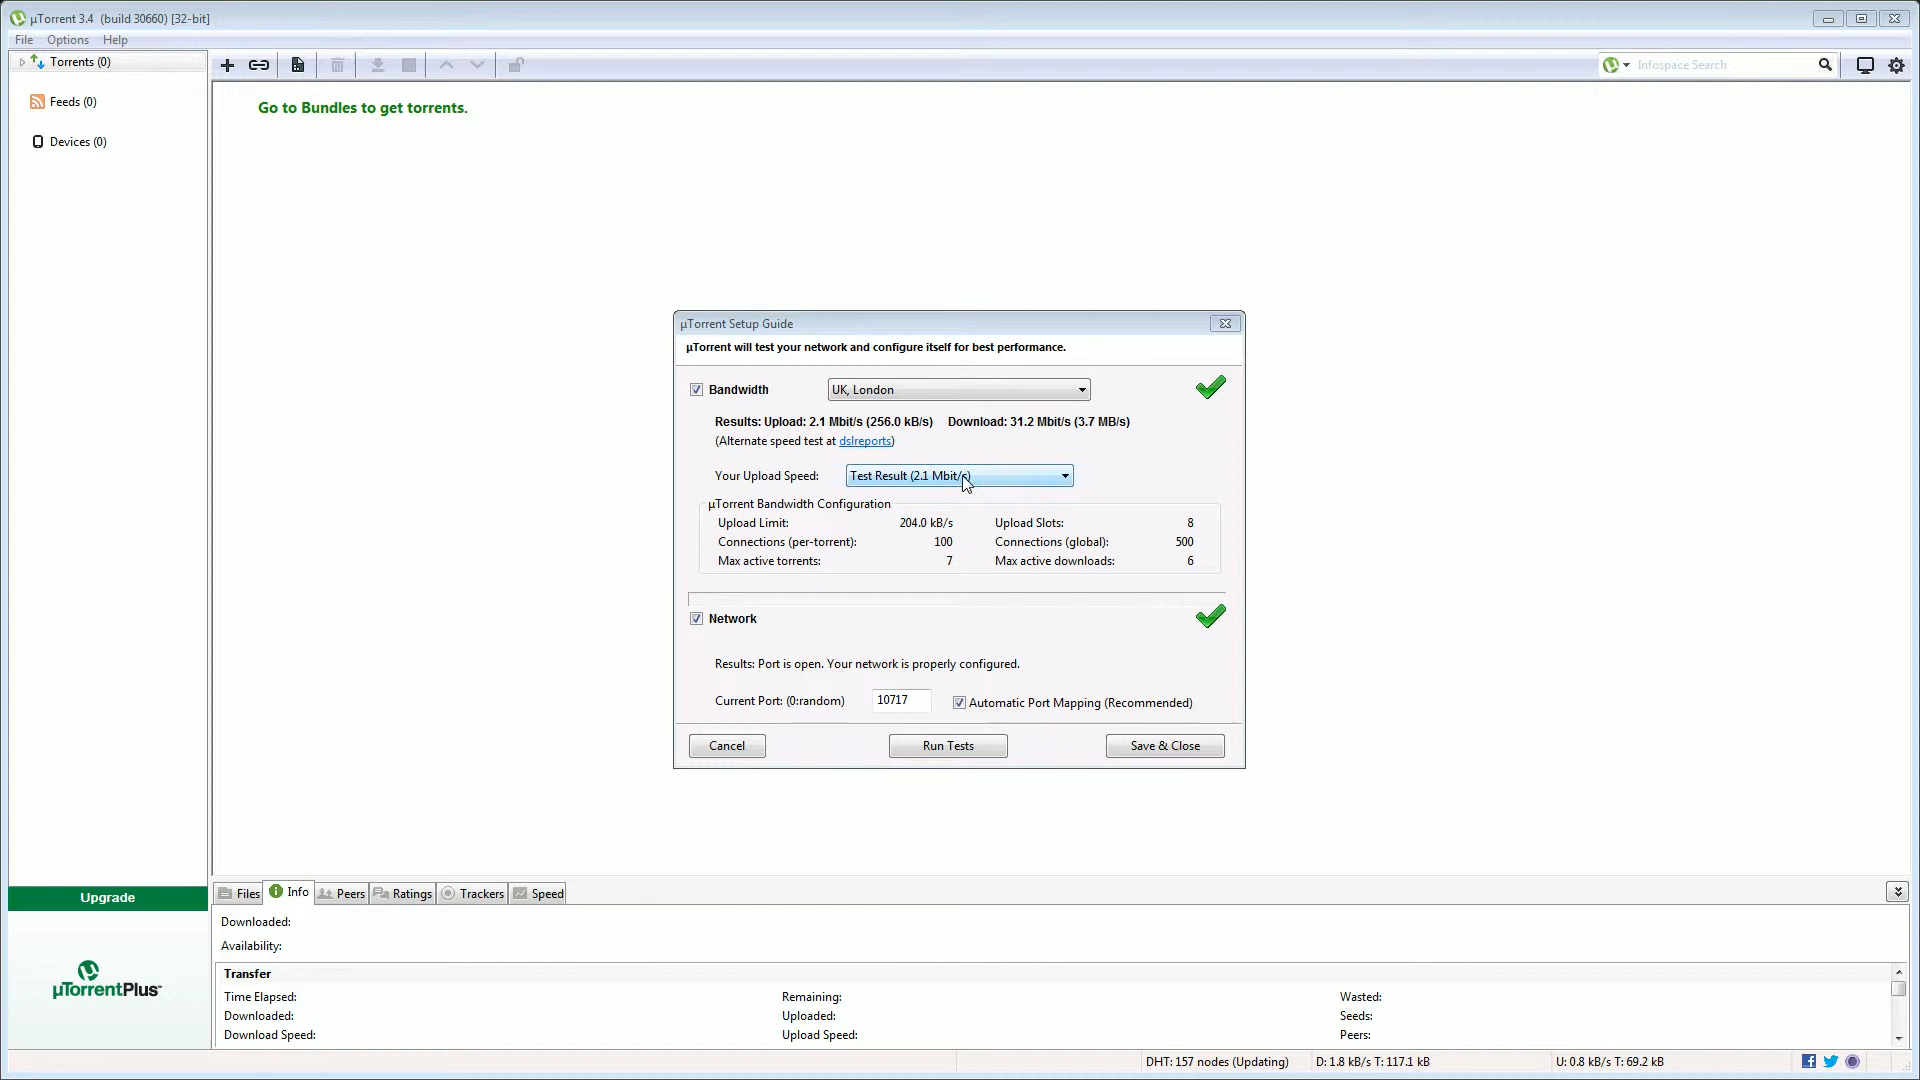 µTorrent 3.4 (build 30660) [32-bit]
File Options Help
Torrents (0)
Infospace Search
Feeds (0)
Devices (0)
Go to Bundles to get torrents.
µTorrent Setup Guide
µTorrent will test your network and configure itself for best performance.
Bandwidth UK, London
Results: Upload: 2.1 Mbit/s (256.0 kB/s) Download: 31.2 Mbit/s (3.7 MB/s)
(Alternate speed test at dslreports)
Your Upload Speed: Test Result (2.1 Mbit/s)
µTorrent Bandwidth Configuration
Upload Limit: 204.0 kB/s Upload Slots: 8
Connections (per-torrent): 100 Connections (global): 500
Max active torrents: 7 Max active downloads: 6
Network
Results: Port is open. Your network is properly configured.
Current Port: (0:random) 10717 Automatic Port Mapping (Recommended)
Cancel Run Tests Save & Close
Upgrade
µTorrentPlus™
Files Info Peers Ratings Trackers Speed
Downloaded:
Availability:
Transfer
Time Elapsed: Remaining: Wasted:
Downloaded: Uploaded: Seeds:
Download Speed: Upload Speed: Peers:
DHT: 157 nodes (Updating) D: 1.8 kB/s T: 117.1 kB U: 0.8 kB/s T: 69.2 kB